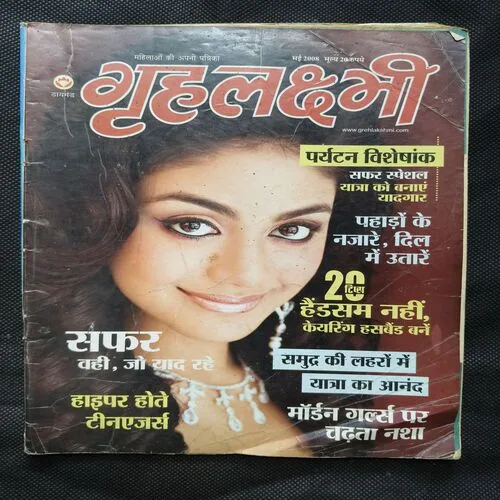 महिलाओं की अपनी पत्रिका
मई 2008 मूल्य 20 रुपये
डायमंड
गृहलक्ष्मी
www.grehlakshmi.com
पर्यटन विशेषांक
सफर स्पेशल
यात्रा को बनाएं
यादगार
पहाड़ों के
नजारे, दिल
में उतारें
20
टिप्स
हैंडसम नहीं,
केयरिंग हसबैंड बनें
सफर
वही, जो याद रहे
समुद्र की लहरों में
यात्रा का आनंद
हाइपर होते
टीनएजर्स
मॉर्डन गर्ल्स पर
चढ़ता नशा